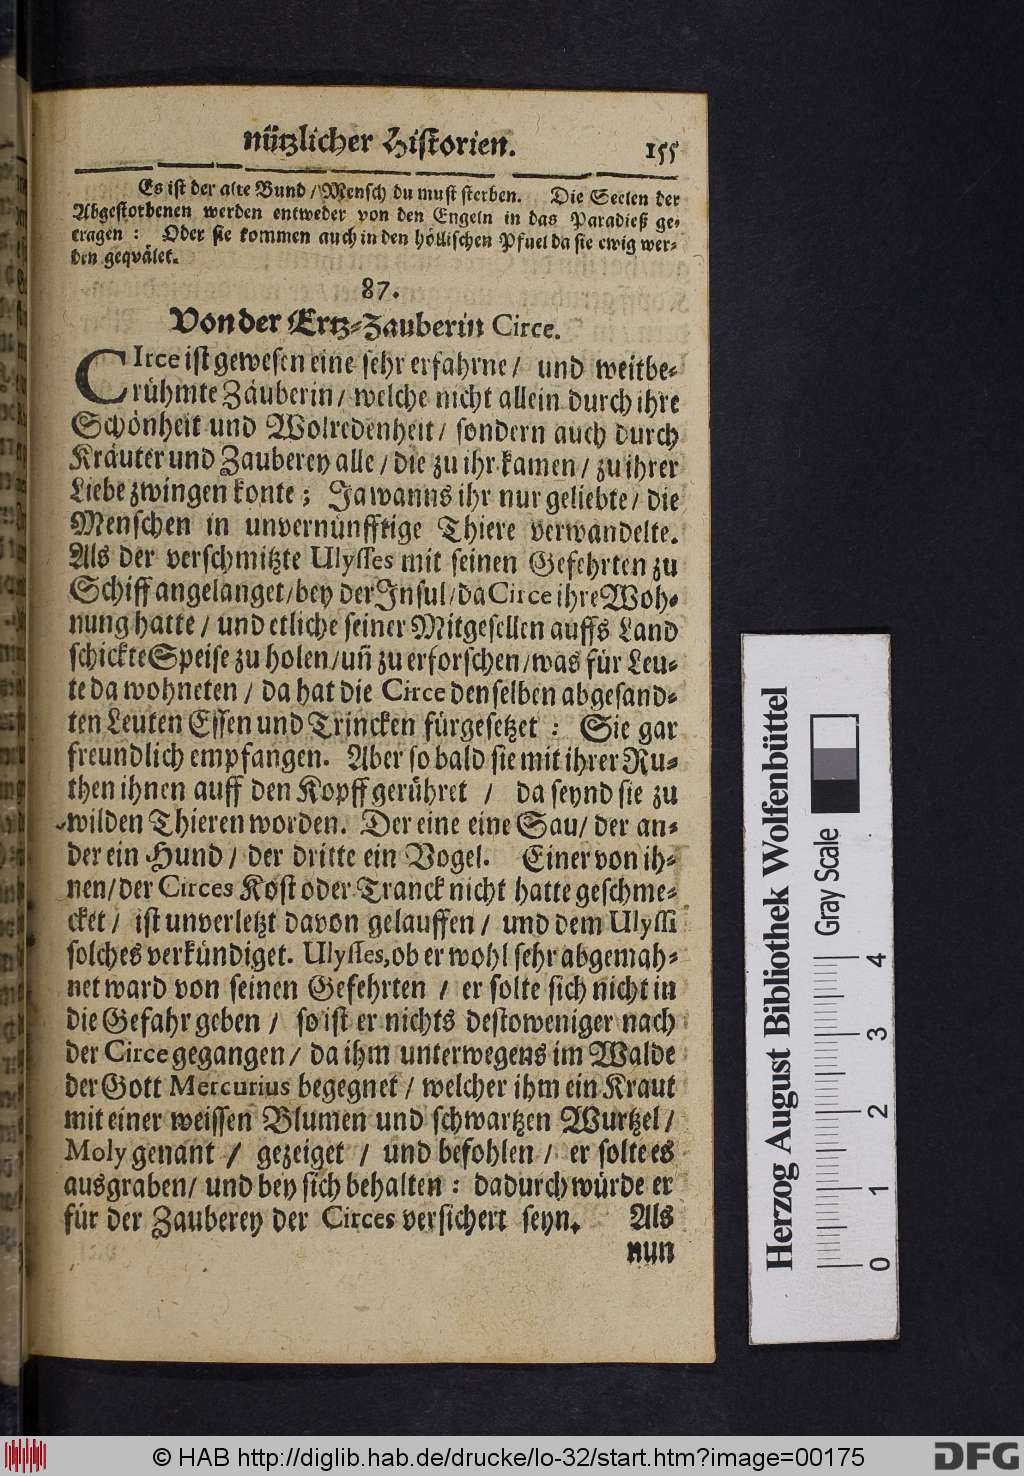 nützlicher Historien. 155
Es ist der alte Bund / Mensch du must sterben. Die Seelen der
Abgestorbenen werden entweder von den Engeln in das Paradieß ge-
tragen : Oder sie kommen auch in den höllischen Pfuel da sie ewig wer-
den geqvälet.
87.
Von der Ertz-Zauberin Circe.
CIrce ist gewesen eine sehr erfahrne / und weitbe-
rühmte Zäuberin / welche nicht allein durch ihre
Schönheit und Wolredenheit / sondern auch durch
Kräuter und Zauberey alle / die zu ihr kamen / zu ihrer
Liebe zwingen konte ; Ja wanns ihr nur geliebte / die
Menschen in unvernünfftige Thiere verwandelte.
Als der verschmitzte Ulysses mit seinen Gefehrten zu
Schiff angelanget / bey der Insul / da Circe ihre Woh-
nung hatte / und etliche seiner Mitgesellen auffs Land
schickte Speise zu holen / uñ zu erforschen / was für Leu-
te da wohneten / da hat die Circe denselben abgesand-
ten Leuten Essen und Trincken fürgesetzet : Sie gar
freundlich empfangen. Aber so bald sie mit ihrer Ru-
then ihnen auff den Kopff gerühret / da seynd sie zu
wilden Thieren worden. Der eine eine Sau / der an-
der ein Hund / der dritte ein Vogel. Einer von ih-
nen / der Circes Kost oder Tranck nicht hatte geschme-
cket / ist unverletzt davon gelauffen / und dem Ulyssi
solches verkündiget. Ulysses, ob er wohl sehr abgemah-
net ward von seinen Gefehrten / er solte sich nicht in
die Gefahr geben / so ist er nichts destoweniger nach
der Circe gegangen / da ihm unterwegens im Walde
der Gott Mercurius begegnet / welcher ihm ein Kraut
mit einer weissen Blumen und schwartzen Wurtzel /
Moly genant / gezeiget / und befohlen / er solte es
ausgraben / und bey sich behalten : dadurch würde er
für der Zauberey der Circes versichert seyn. Als
nun
Herzog August Bibliothek Wolfenbüttel
Gray Scale
0 1 2 3 4
© HAB http://diglib.hab.de/drucke/lo-32/start.htm?image=00175
DFG